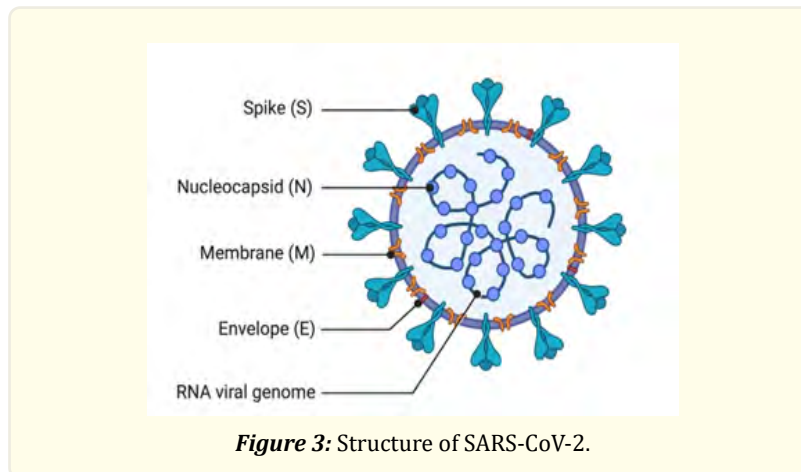 Spike (S)
Nucleocapsid (N)
Membrane (M)
Envelope (E)
RNA viral genome
Figure 3: Structure of SARS-CoV-2.